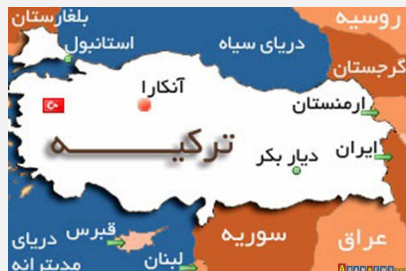 بلغارستان
روسیه
استانبول
دریای سیاه
گرجستان
آنکارا
ارمنستان
ترکیه
ایران
دیار بکر
دریای
مدیترانه
قبرس
سوریه
عراق
لبنان